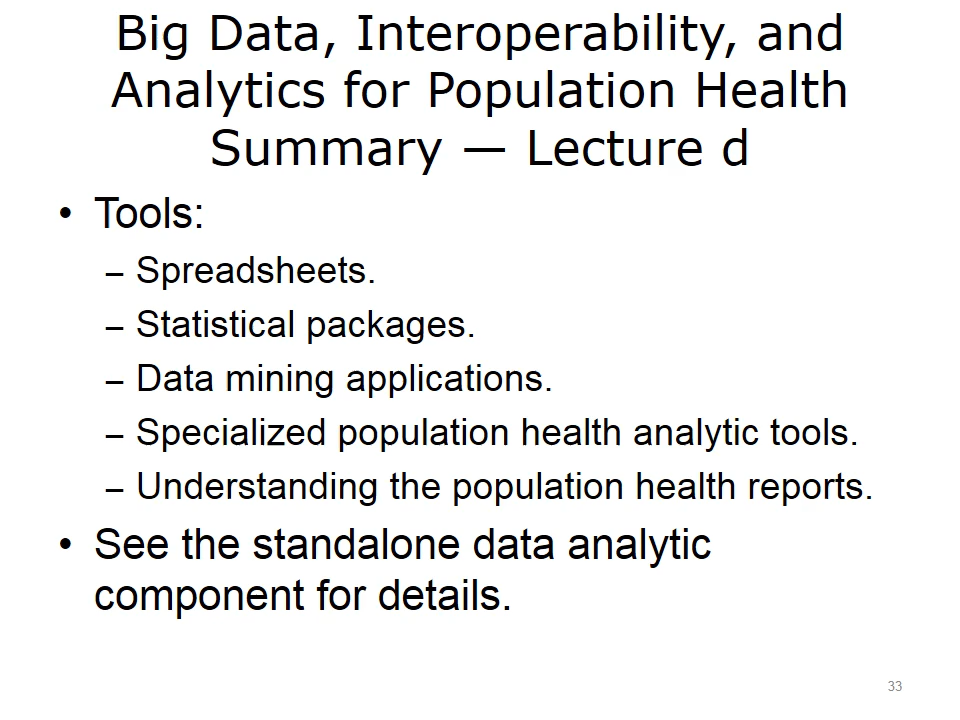 Big Data, Interoperability, and
Analytics for Population Health
Summary — Lecture d
• Tools:
– Spreadsheets.
– Statistical packages.
– Data mining applications.
– Specialized population health analytic tools.
– Understanding the population health reports.
• See the standalone data analytic
component for details.
33